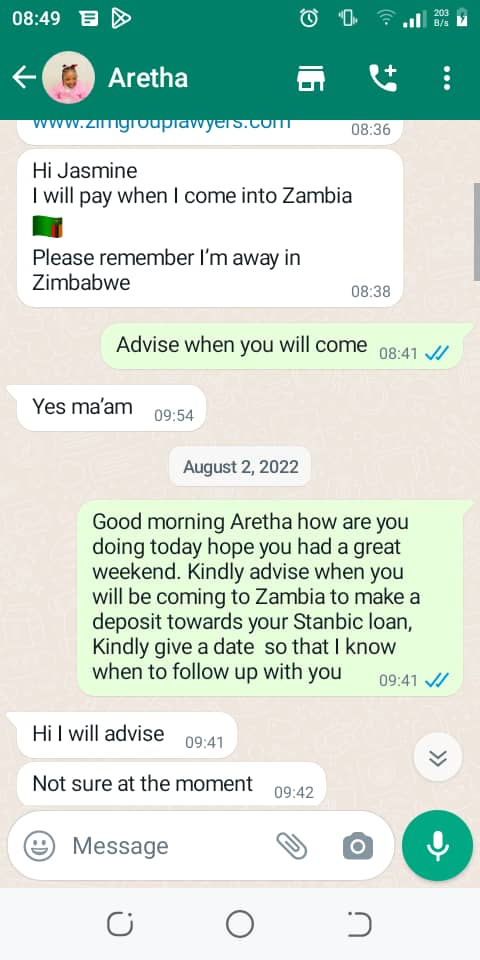 08:49
203
B/s
Aretha
www.zimgrouplawyers.com
08:36
Hi Jasmine
I will pay when I come into Zambia
Please remember I'm away in
Zimbabwe
08:38
Advise when you will come 08:41
Yes ma'am 09:54
August 2, 2022
Good morning Aretha how are you
doing today hope you had a great
weekend. Kindly advise when you
will be coming to Zambia to make a
deposit towards your Stanbic loan,
Kindly give a date so that I know
when to follow up with you 09:41
Hi I will advise 09:41
Not sure at the moment 09:42
Message